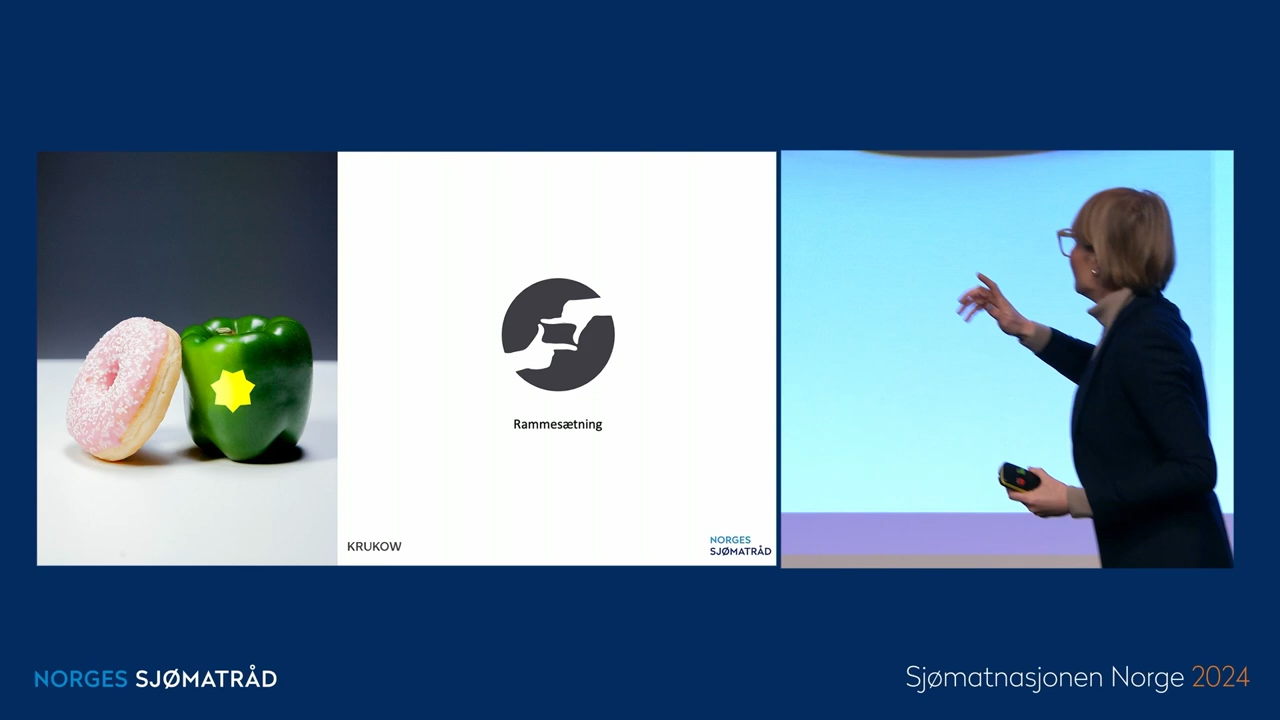 Rammesætning
KRUKOW
NORGES
SJØMATRÅD
NORGES SJØMATRÅD
Sjømatnasjonen Norge 2024